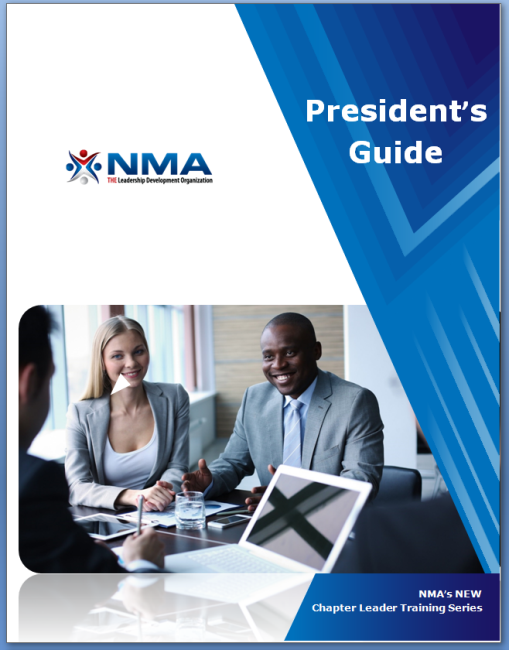 President's
Guide
NMA
THE Leadership Development Organization
NMA's NEW
Chapter Leader Training Series